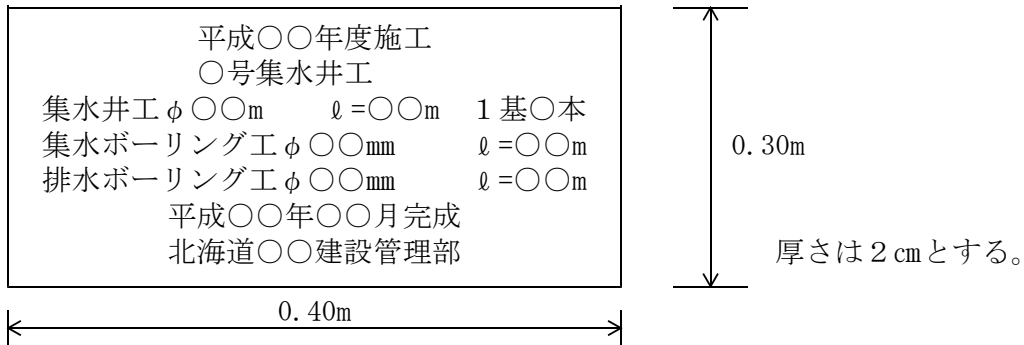 平成○○年度施工
○号集水井工
集水井工φ○○m　ℓ=○○m　1基○本
集水ボーリング工φ○○㎜　ℓ=○○m
排水ボーリング工φ○○㎜　ℓ=○○m
平成○○年○○月完成
北海道○○建設管理部
0.30m
厚さは2㎝とする。
0.40m